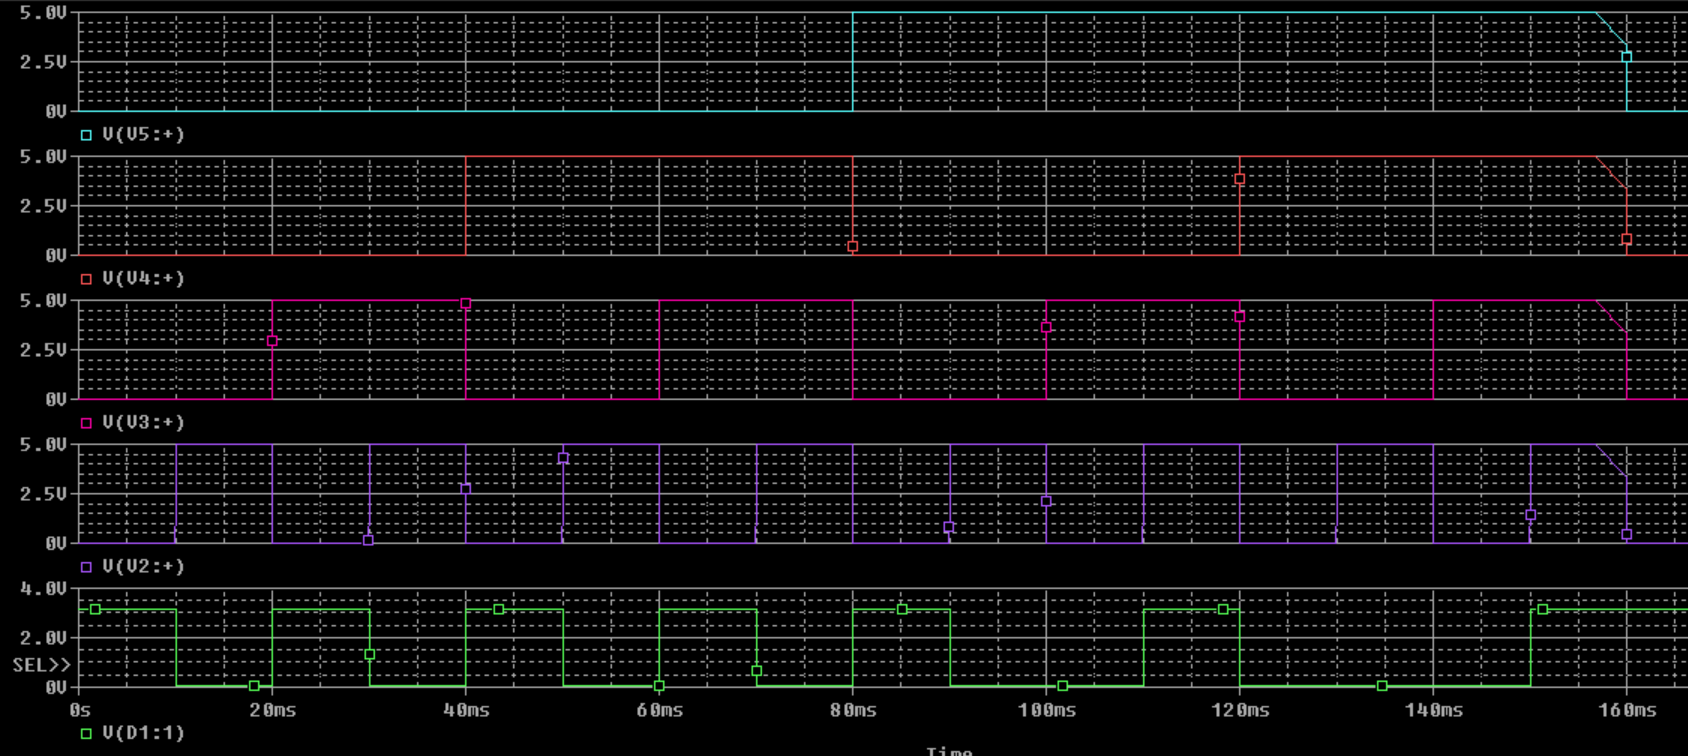 5.0V
2.5V
0V
V(V5:+)
5.0V
2.5V
0V
V(V4:+)
5.0V
2.5V
0V
V(V3:+)
5.0V
2.5V
0V
V(V2:+)
4.0V
2.0V
SEL>>
0V
0s 20ms 40ms 60ms 80ms 100ms 120ms 140ms 160ms
V(D1:1)
Time